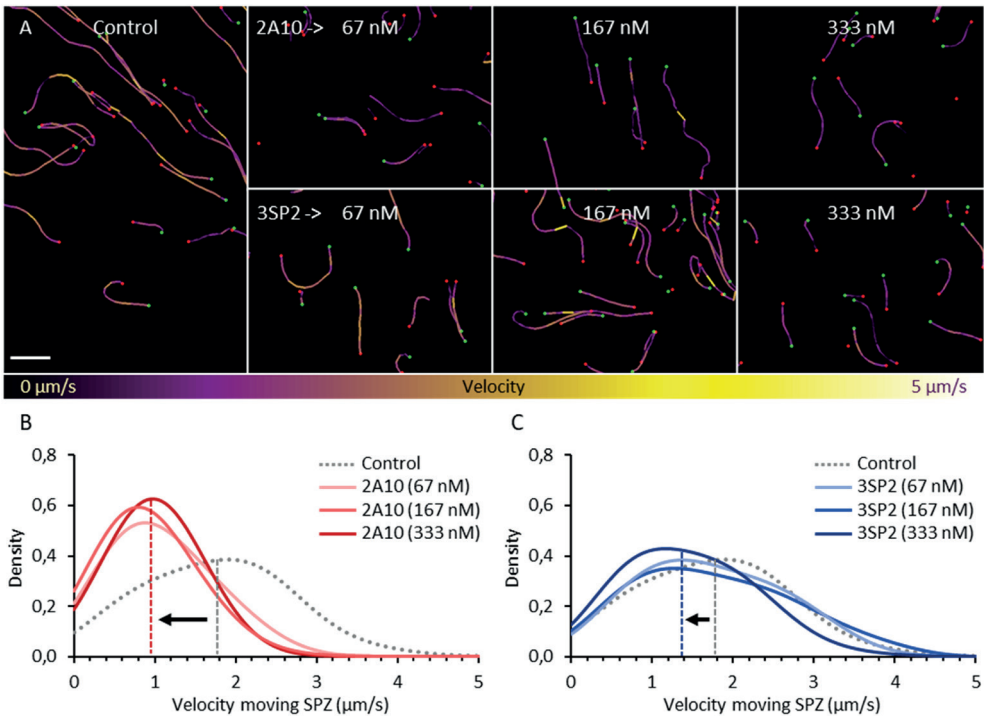 A Control 2A10 -> 67 nM 167 nM 333 nM
3SP2 -> 67 nM 167 nM 333 nM
0 µm/s Velocity 5 µm/s
B
0,8
0,6
0,4
0,2
0,0
Density
Control
2A10 (67 nM)
2A10 (167 nM)
2A10 (333 nM)
0 1 2 3 4 5
Velocity moving SPZ (µm/s)
C
0,8
0,6
0,4
0,2
0,0
Density
Control
3SP2 (67 nM)
3SP2 (167 nM)
3SP2 (333 nM)
0 1 2 3 4 5
Velocity moving SPZ (µm/s)